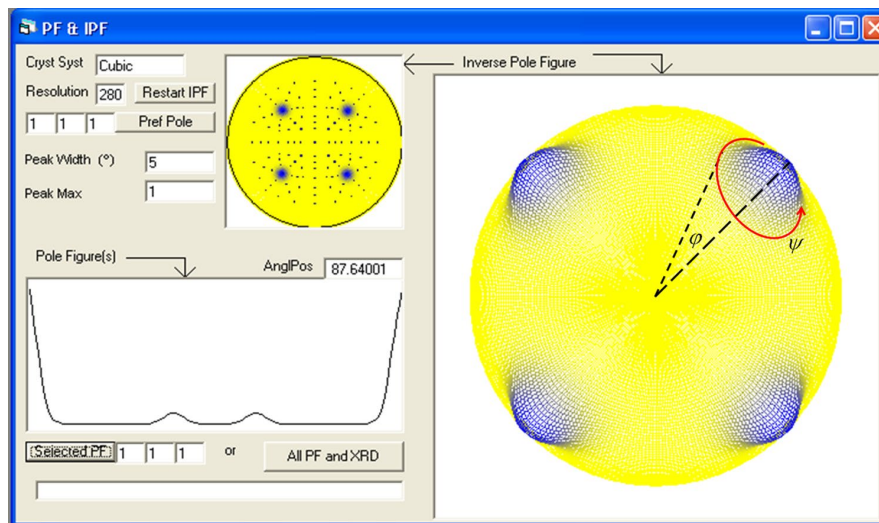 PF & IPF
Cryst Syst Cubic
Resolution 280 Restart IPF
1 1 1 Pref Pole
Peak Width (°) 5
Peak Max 1
Inverse Pole Figure
φ
ψ
Pole Figure(s)
AnglPos 87.64001
Selected PF 1 1 1 or All PF and XRD